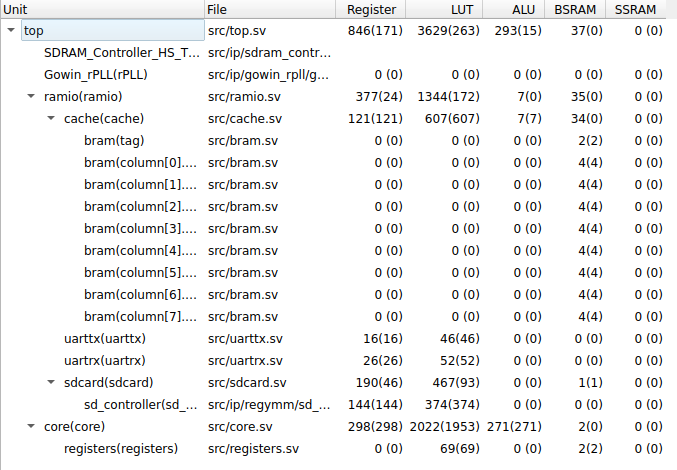 Unit File Register LUT ALU BSRAM SSRAM
top src/top.sv 846(171) 3629(263) 293(15) 37(0) 0 (0)
SDRAM_Controller_HS_T... src/ip/sdram_contr...
Gowin_rPLL(rPLL) src/ip/gowin_rpll/g... 0 (0) 0 (0) 0 (0) 0 (0) 0 (0)
ramio(ramio) src/ramio.sv 377(24) 1344(172) 7(0) 35(0) 0 (0)
cache(cache) src/cache.sv 121(121) 607(607) 7(7) 34(0) 0 (0)
bram(tag) src/bram.sv 0 (0) 0 (0) 0 (0) 2(2) 0 (0)
bram(column[0].... src/bram.sv 0 (0) 0 (0) 0 (0) 4(4) 0 (0)
bram(column[1].... src/bram.sv 0 (0) 0 (0) 0 (0) 4(4) 0 (0)
bram(column[2].... src/bram.sv 0 (0) 0 (0) 0 (0) 4(4) 0 (0)
bram(column[3].... src/bram.sv 0 (0) 0 (0) 0 (0) 4(4) 0 (0)
bram(column[4].... src/bram.sv 0 (0) 0 (0) 0 (0) 4(4) 0 (0)
bram(column[5].... src/bram.sv 0 (0) 0 (0) 0 (0) 4(4) 0 (0)
bram(column[6].... src/bram.sv 0 (0) 0 (0) 0 (0) 4(4) 0 (0)
bram(column[7].... src/bram.sv 0 (0) 0 (0) 0 (0) 4(4) 0 (0)
uarttx(uarttx) src/uarttx.sv 16(16) 46(46) 0 (0) 0 (0) 0 (0)
uartrx(uartrx) src/uartrx.sv 26(26) 52(52) 0 (0) 0 (0) 0 (0)
sdcard(sdcard) src/sdcard.sv 190(46) 467(93) 0 (0) 1(1) 0 (0)
sd_controller(sd_... src/ip/regymm/sd_... 144(144) 374(374) 0 (0) 0 (0) 0 (0)
core(core) src/core.sv 298(298) 2022(1953) 271(271) 2(0) 0 (0)
registers(registers) src/registers.sv 0 (0) 69(69) 0 (0) 2(2) 0 (0)